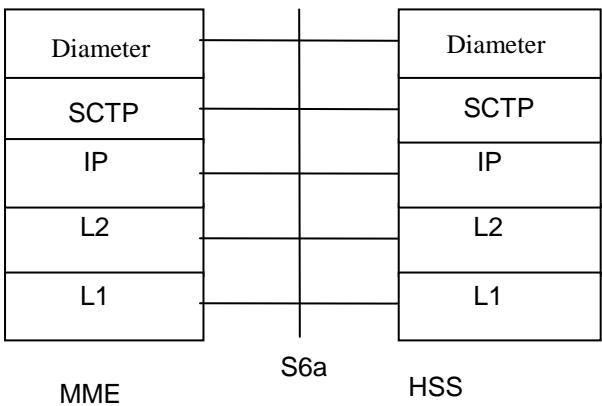 Diameter
Diameter
SCTP
SCTP
IP
IP
L2
L2
L1
L1
S6a
MME
HSS